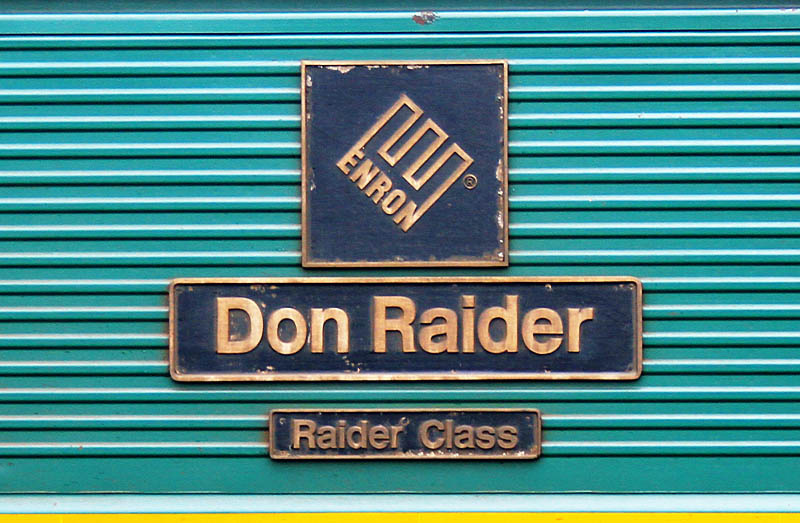 ENRON®
Don Raider
Raider Class